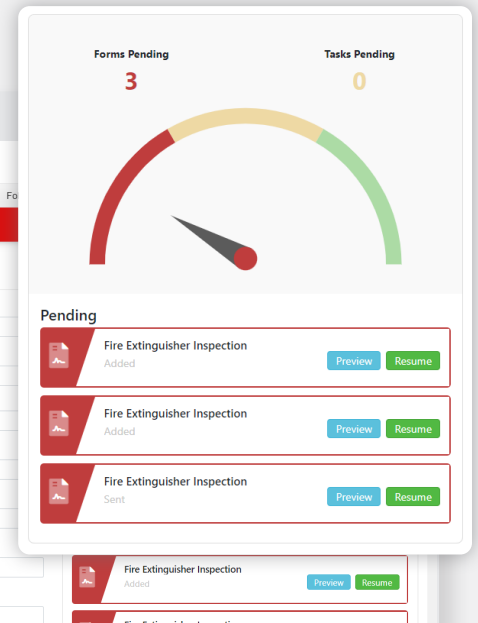 Forms Pending
Tasks Pending
3
0
Fo
Pending
Fire Extinguisher Inspection
Added
Preview
Resume
Fire Extinguisher Inspection
Added
Preview
Resume
Fire Extinguisher Inspection
Sent
Preview
Resume
Fire Extinguisher Inspection
Added
Preview
Resume